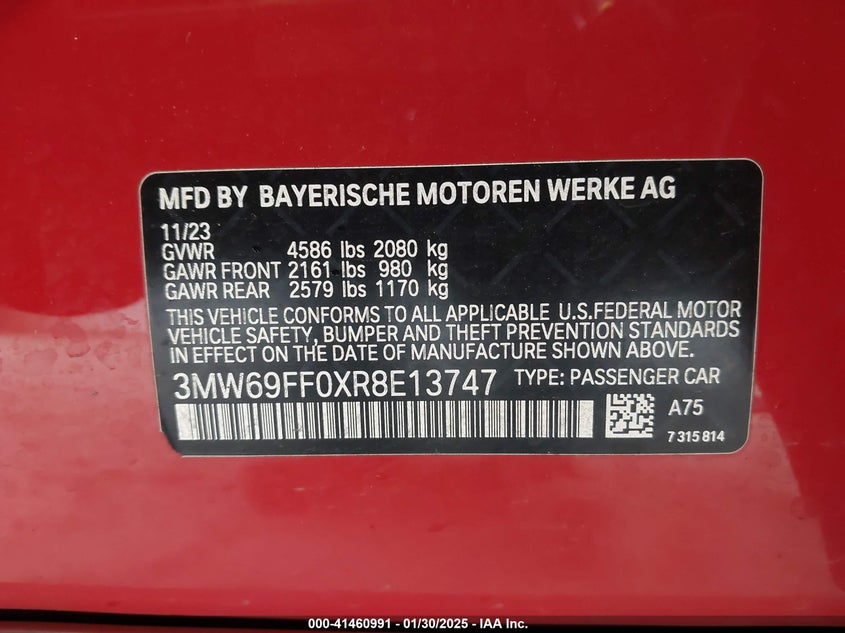 MFD BY BAYERISCHE MOTOREN WERKE AG
11/23
GVWR 4586 lbs 2080 kg
GAWR FRONT 2161 lbs 980 kg
GAWR REAR 2579 lbs 1170 kg
THIS VEHICLE CONFORMS TO ALL APPLICABLE U.S.FEDERAL MOTOR
VEHICLE SAFETY, BUMPER AND THEFT PREVENTION STANDARDS
IN EFFECT ON THE DATE OF MANUFACTURE SHOWN ABOVE.
3MW69FF0XR8E13747 TYPE: PASSENGER CAR
A75
7 315 814
000-41460991 - 01/30/2025 - IAA Inc.